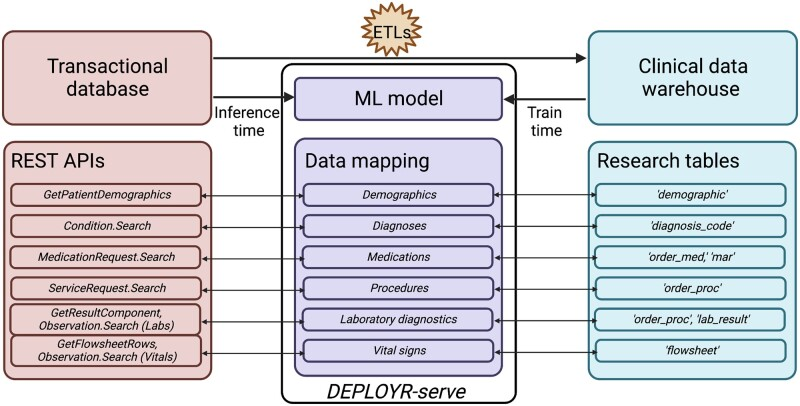 ETLs
Transactional
database
Clinical data
warehouse
ML model
Inference
time
Train
time
REST APIs
Data mapping
Research tables
GetPatientDemographics
Demographics
'demographic'
Condition.Search
Diagnoses
'diagnosis_code'
MedicationRequest.Search
Medications
'order_med,' 'mar'
ServiceRequest.Search
Procedures
'order_proc'
GetResultComponent,
Observation.Search (Labs)
Laboratory diagnostics
'order_proc', 'lab_result'
GetFlowsheetRows,
Observation.Search (Vitals)
Vital signs
'flowsheet'
DEPLOYR-serve